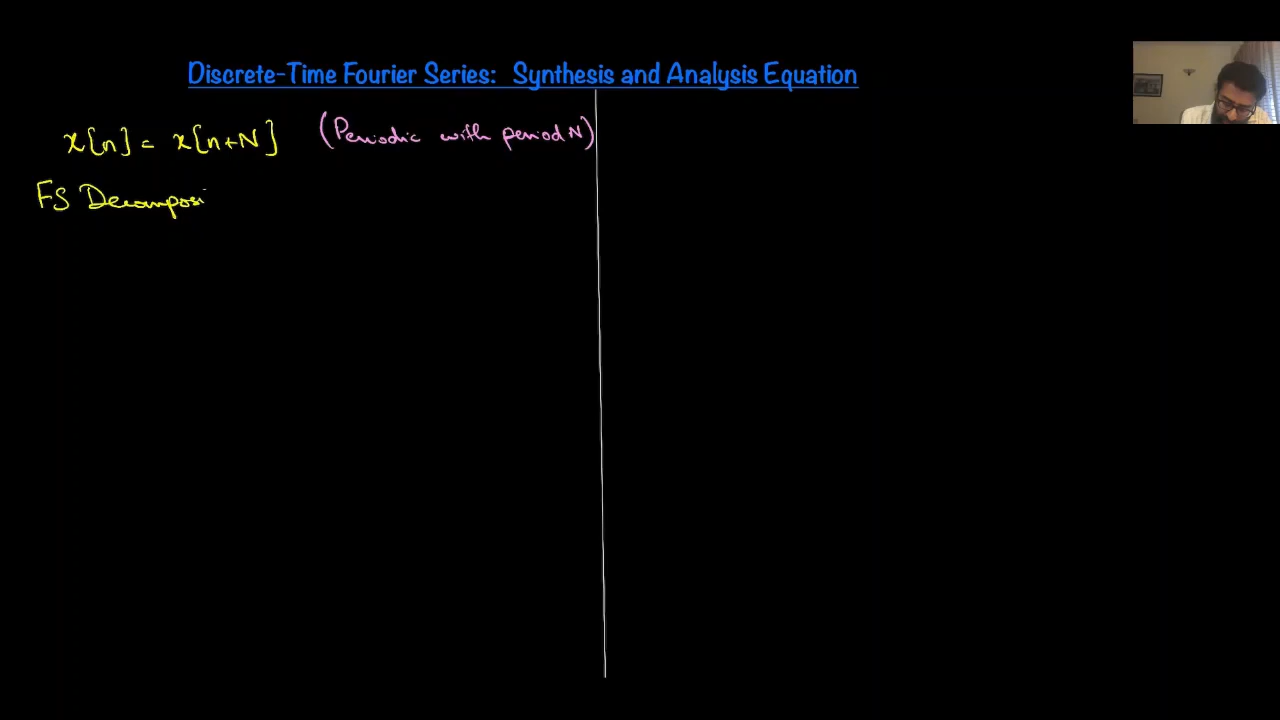 Discrete-Time Fourier Series: Synthesis and Analysis Equation
x[n] = x[n+N] (Periodic with period N)
FS Decomposi